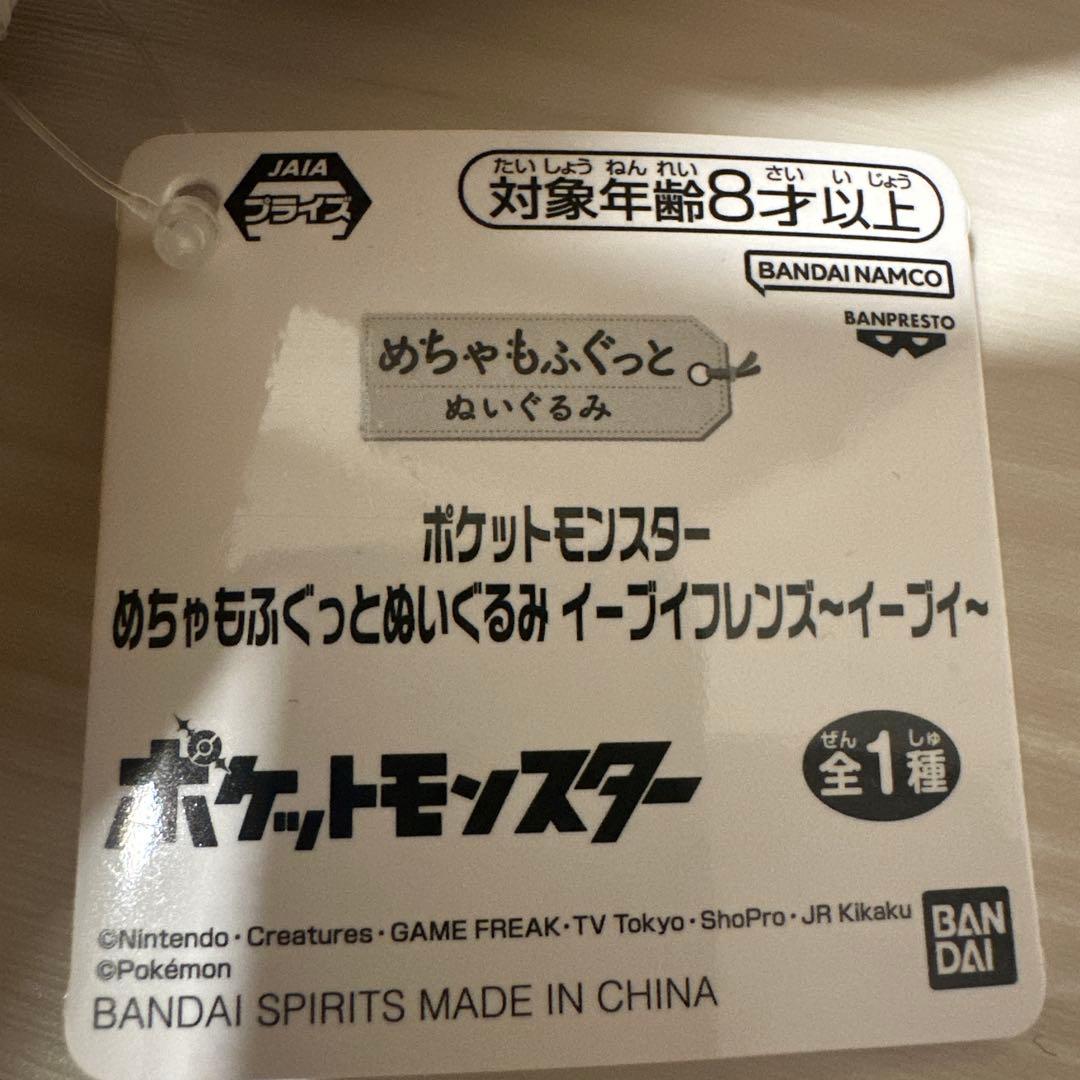 JAIA
プライズ
たいしょうねんれい さいいじょう
対象年齢8才以上
BANDAI NAMCO
BANPRESTO
めちゃもふぐっと
ぬいぐるみ
ポケットモンスター
めちゃもふぐっとぬいぐるみ イーブイフレンズ~イーブイ~
ポケットモンスター
ぜん しゅ
全1種
©Nintendo・Creatures・GAME FREAK・TV Tokyo・ShoPro・JR Kikaku
©Pokémon
BANDAI SPIRITS MADE IN CHINA
BAN
DAI